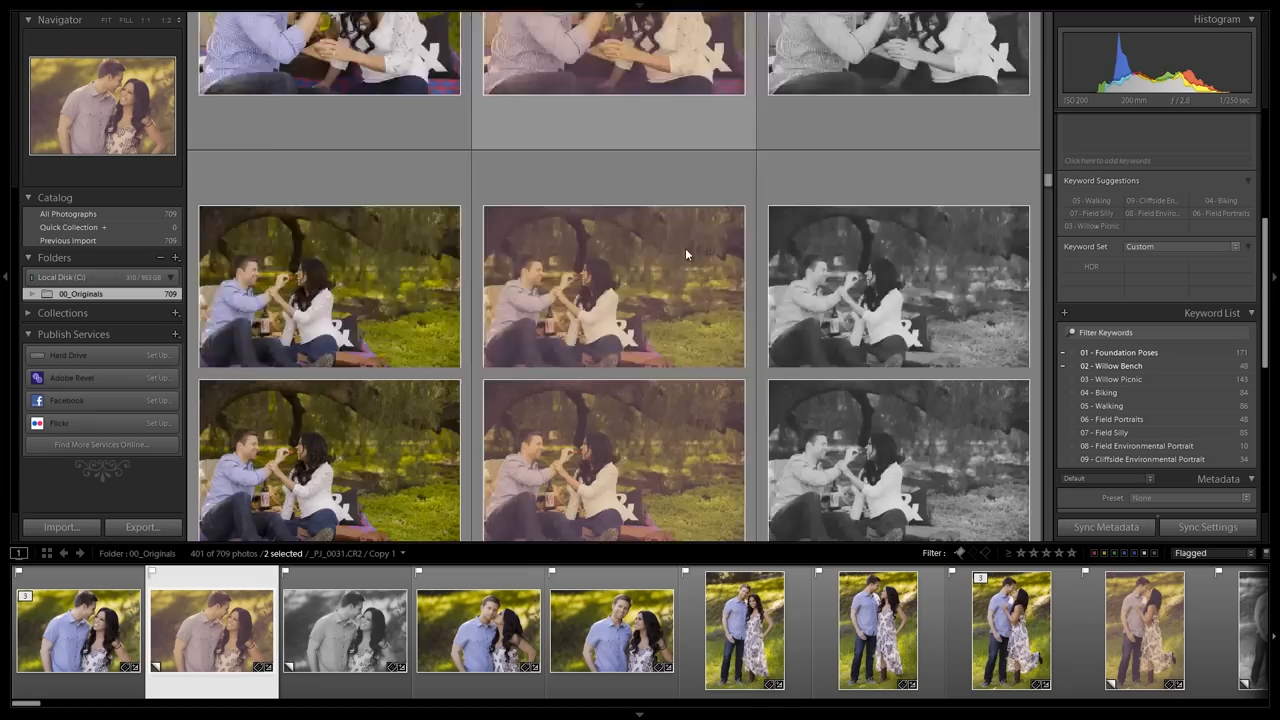 Navigator FIT FILL 1:1 1:2
Catalog
All Photographs 709
Quick Collection + 0
Previous Import 709
Folders
Local Disk (C:) 310 / 953 GB
00_Originals 709
Collections
Publish Services
Hard Drive Set Up...
Adobe Revel Set Up...
Facebook Set Up...
Flickr Set Up...
Find More Services Online...
Import... Export...
Histogram
ISO 200 200 mm ƒ / 2.8 1/250 sec
Click here to add keywords
Keyword Suggestions
05 - Walking 09 - Cliffside En... 04 - Biking
07 - Field Silly 08 - Field Enviro... 06 - Field Portraits
03 - Willow Picnic
Keyword Set Custom
HDR
Keyword List
Filter Keywords
01 - Foundation Poses 171
02 - Willow Bench 48
03 - Willow Picnic 143
04 - Biking 84
05 - Walking 86
06 - Field Portraits 48
07 - Field Silly 85
08 - Field Environmental Portrait 10
09 - Cliffside Environmental Portrait 34
Default Metadata
Preset None
Sync Metadata Sync Settings
1 Folder : 00_Originals 401 of 709 photos / 2 selected / _PJ_0031.CR2 / Copy 1 Filter : Flagged
3 3